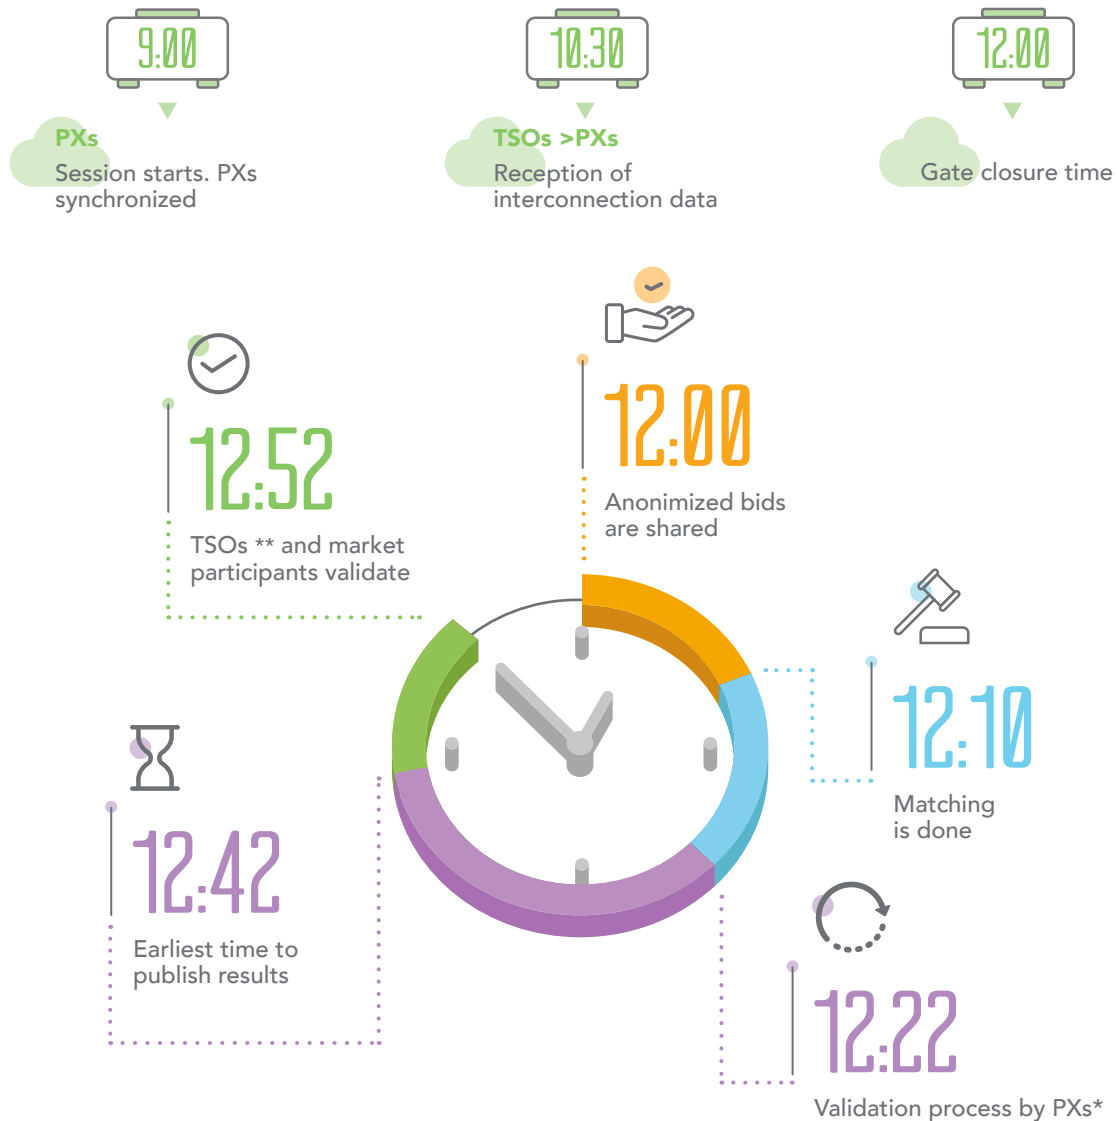 9:00
10:30
12:00
PXs
Session starts. PXs
synchronized
TSOs >PXs
Reception of
interconnection data
Gate closure time
12:00
Anonimized bids
are shared
12:52
TSOs ** and market
participants validate
12:10
Matching
is done
12:42
Earliest time to
publish results
12:22
Validation process by PXs*